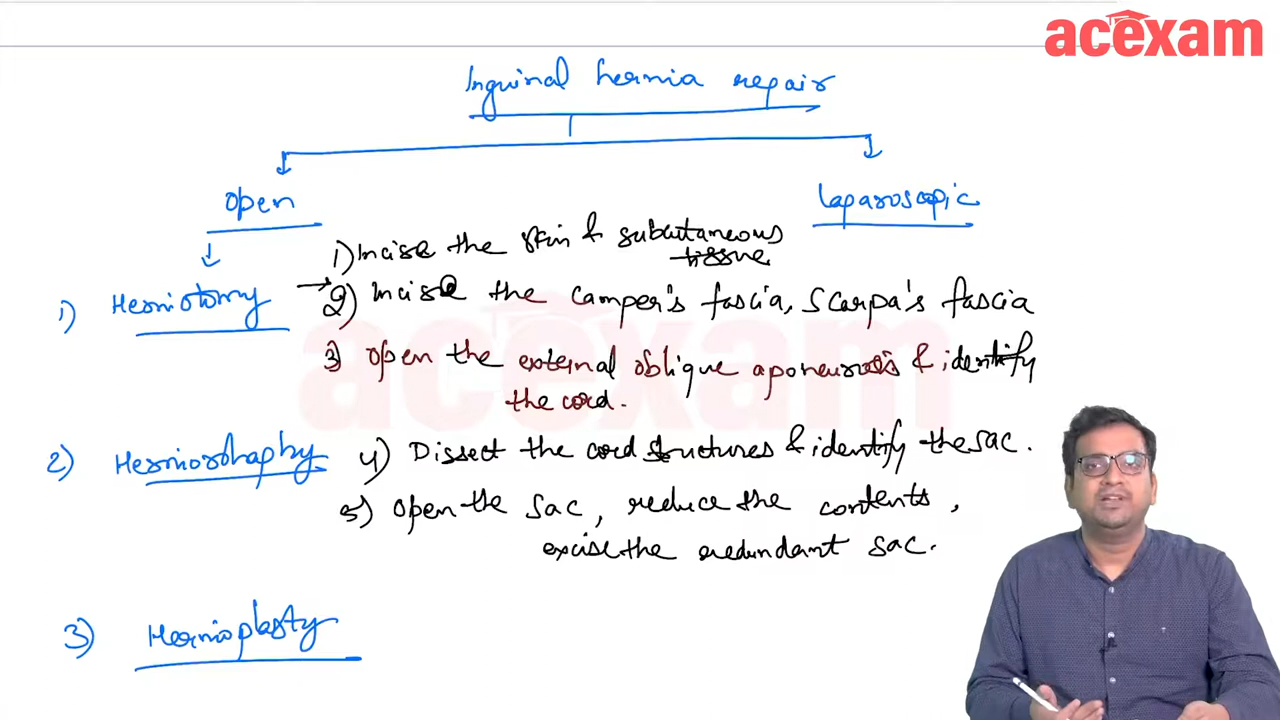 acexam
Inguinal hernia repair
Open
Laparoscopic
1) Incise the skin & subcutaneous
tissue
1) Herniotomy
→ 2) Incise the camper's fascia, Scarpa's fascia
3) open the external oblique aponeurosis & identify
the cord.
acexam
2) Herniorrhaphy
4) Dissect the cord structures & identify the sac.
5) open the sac, reduce the contents,
excise the redundant sac.
3) Hernioplasty